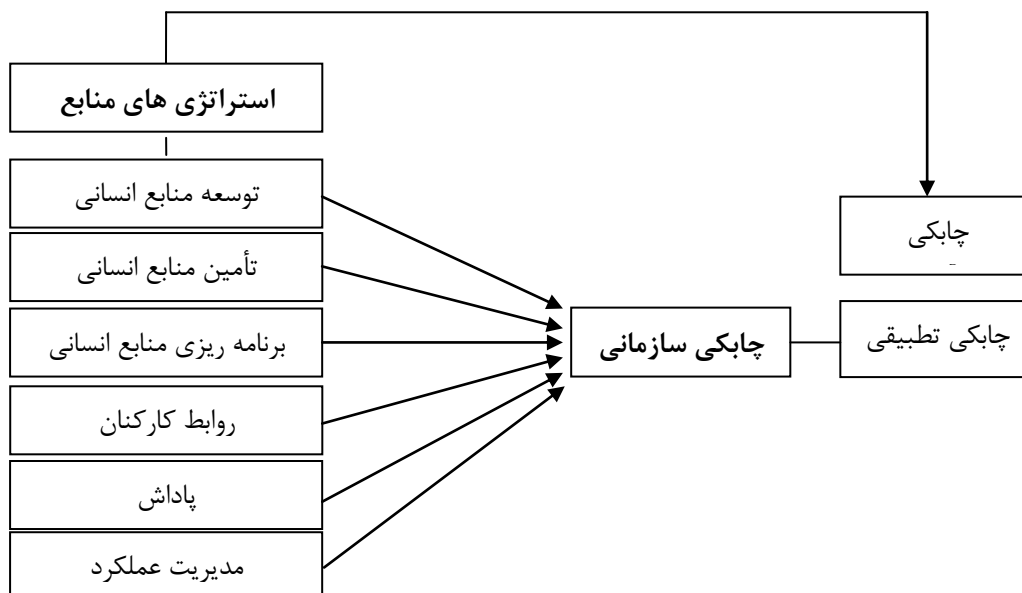 استراتژی های منابع
توسعه منابع انسانی
تأمین منابع انسانی
برنامه ریزی منابع انسانی
روابط کارکنان
پاداش
مدیریت عملکرد
چابکی سازمانی
چابکی
چابکی تطبیقی